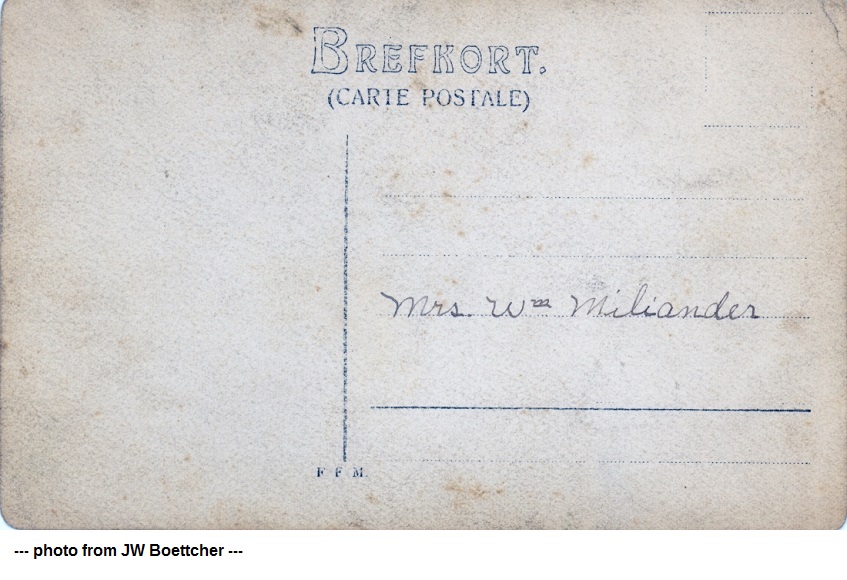 BREFKORT.
(CARTE POSTALE)
Mrs. Wm Miliander
F F M.
--- photo from JW Boettcher ---